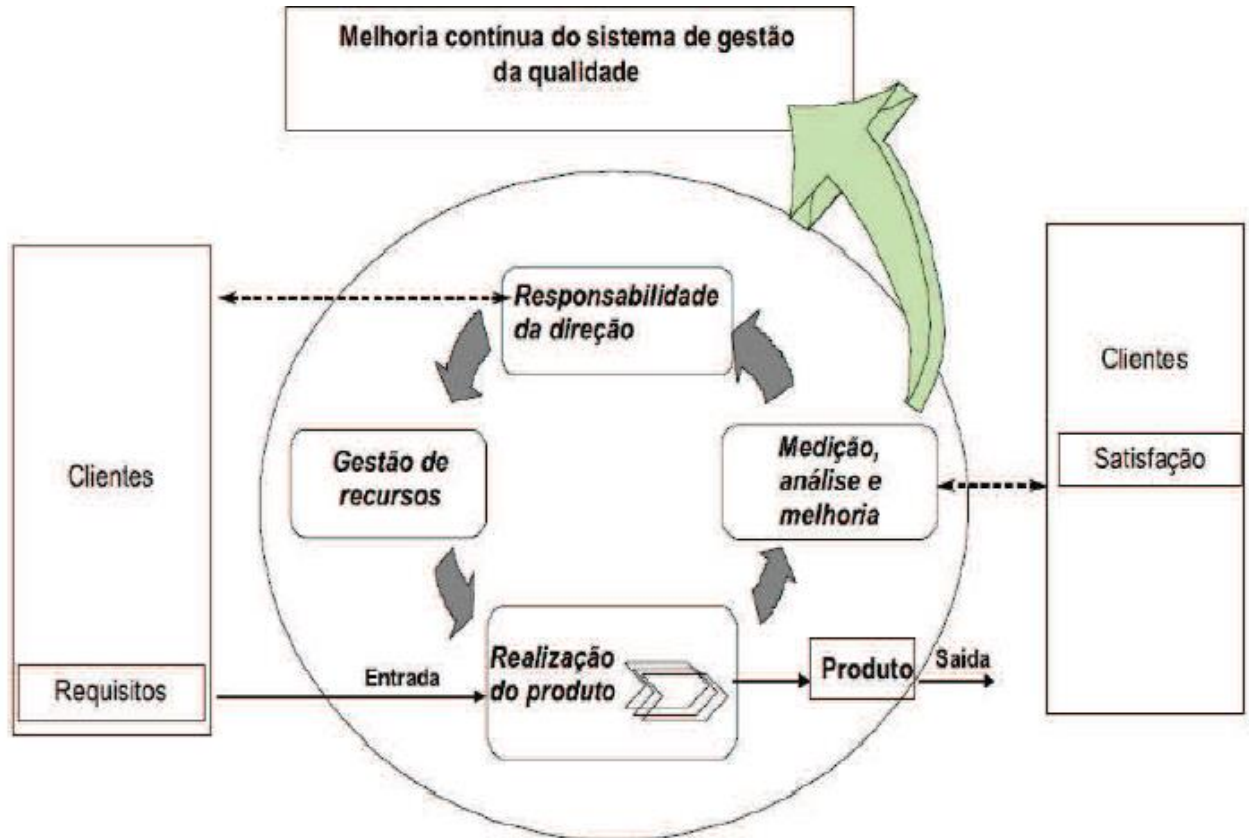 Melhoria contínua do sistema de gestão
da qualidade
Responsabilidade
da direção
Clientes
Gestão de
recursos
Medição,
análise e
melhoria
Clientes
Satisfação
Requisitos
Entrada
Realização
do produto
Produto
Saida